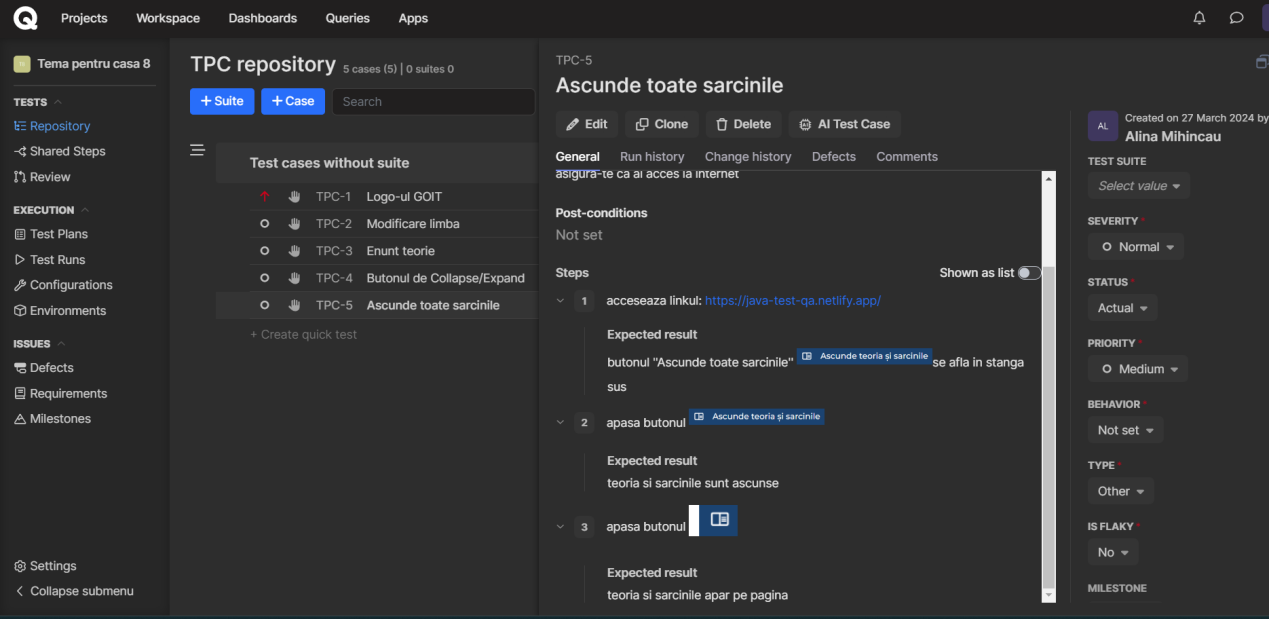 Projects Workspace Dashboards Queries Apps
Tema pentru casa 8
TESTS
Repository
Shared Steps
Review
EXECUTION
Test Plans
Test Runs
Configurations
Environments
ISSUES
Defects
Requirements
Milestones
Settings
Collapse submenu
TPC repository 5 cases (5) | 0 suites 0
+ Suite + Case Search
Test cases without suite
TPC-1 Logo-ul GOIT
TPC-2 Modificare limba
TPC-3 Enunt teorie
TPC-4 Butonul de Collapse/Expand
TPC-5 Ascunde toate sarcinile
+ Create quick test
TPC-5
Ascunde toate sarcinile
Edit Clone Delete AI Test Case
General Run history Change history Defects Comments
asigura-te ca ai acces la internet
Post-conditions
Not set
Steps Shown as list
1 acceseaza linkul: https://java-test-qa.netlify.app/
Expected result
butonul "Ascunde toate sarcinile" Ascunde teoria și sarcinile se afla in stanga
sus
2 apasa butonul Ascunde teoria și sarcinile
Expected result
teoria si sarcinile sunt ascunse
3 apasa butonul
Expected result
teoria si sarcinile apar pe pagina
AL
Created on 27 March 2024 by
Alina Mihincau
TEST SUITE
Select value
SEVERITY*
Normal
STATUS*
Actual
PRIORITY*
Medium
BEHAVIOR*
Not set
TYPE*
Other
IS FLAKY*
No
MILESTONE